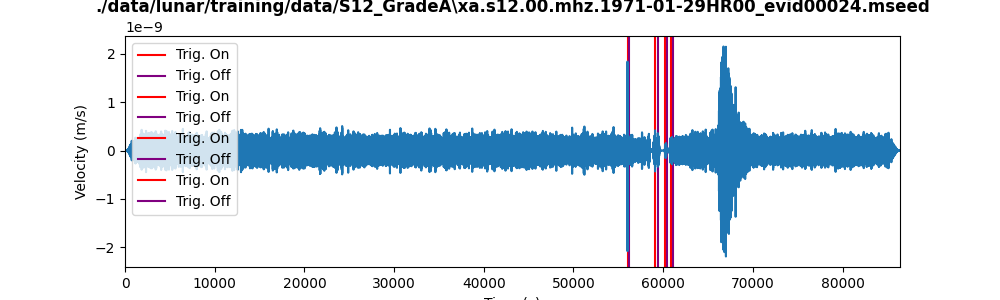 ./data/lunar/training/data/S12_GradeA\xa.s12.00.mhz.1971-01-29HR00_evid00024.mseed
1e−9
Velocity (m/s)
2
1
0
−1
−2
Trig. On
Trig. Off
Trig. On
Trig. Off
Trig. On
Trig. Off
Trig. On
Trig. Off
0 10000 20000 30000 40000 50000 60000 70000 80000
Time (s)